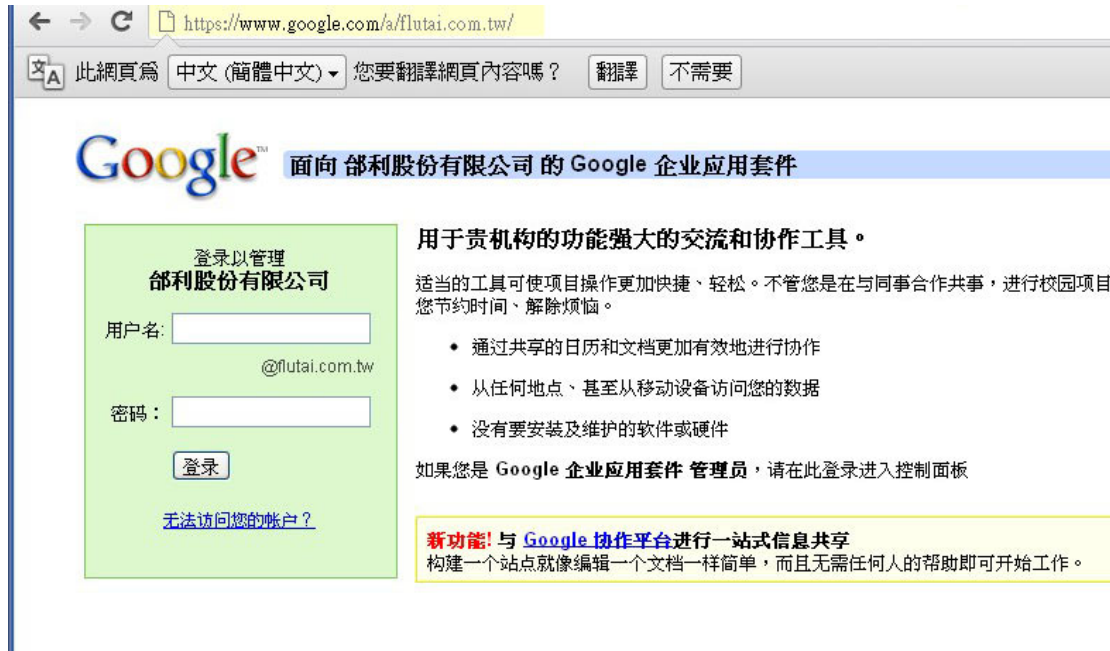 https://www.google.com/a/flutai.com.tw/
此網頁為 中文 (簡體中文) 您要翻譯網頁內容嗎？ 翻譯 不需要
Google™ 面向 邰利股份有限公司 的 Google 企业应用套件
登录以管理
邰利股份有限公司
用户名:
@flutai.com.tw
密码：
登录
无法访问您的帐户？
用于贵机构的功能强大的交流和协作工具。
适当的工具可使项目操作更加快捷、轻松。不管您是在与同事合作共事，进行校园项目
您节约时间、解除烦恼。
• 通过共享的日历和文档更加有效地进行协作
• 从任何地点、甚至从移动设备访问您的数据
• 没有要安装及维护的软件或硬件
如果您是 Google 企业应用套件 管理员，请在此登录进入控制面板
新功能! 与 Google 协作平台进行一站式信息共享
构建一个站点就像编辑一个文档一样简单，而且无需任何人的帮助即可开始工作。